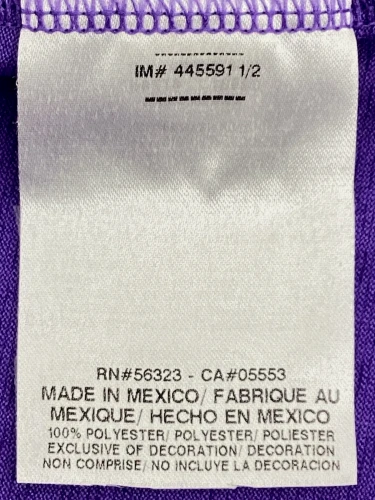 IM# 445591 1/2
RN#56323 - CA#05553
MADE IN MEXICO/ FABRIQUE AU
MEXIQUE/ HECHO EN MEXICO
100% POLYESTER/ POLYESTER/ POLIESTER
EXCLUSIVE OF DECORATION/ DECORATION
NON COMPRISE/ NO INCLUYE LA DECORACION